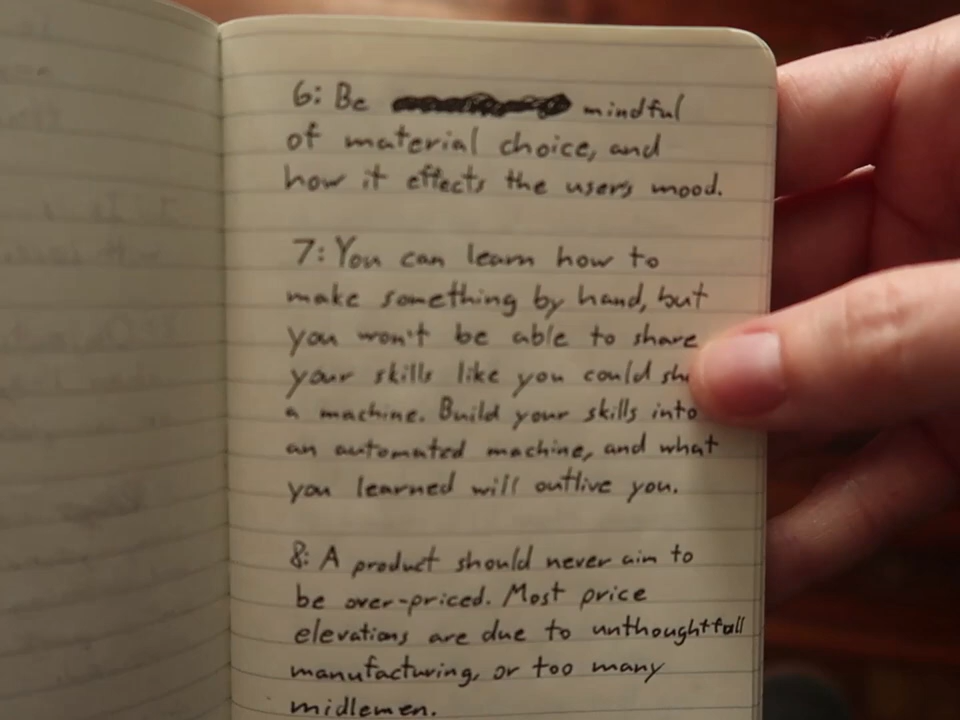 6: Be mindful
of material choice, and
how it effects the users mood.
7: You can learn how to
make something by hand, but
you won't be able to share
your skills like you could
a machine. Build your skills into
an automated machine, and what
you learned will outlive you.
8: A product should never aim to
be over-priced. Most price
elevations are due to unthoughtfull
manufacturing, or too many
midlemen.